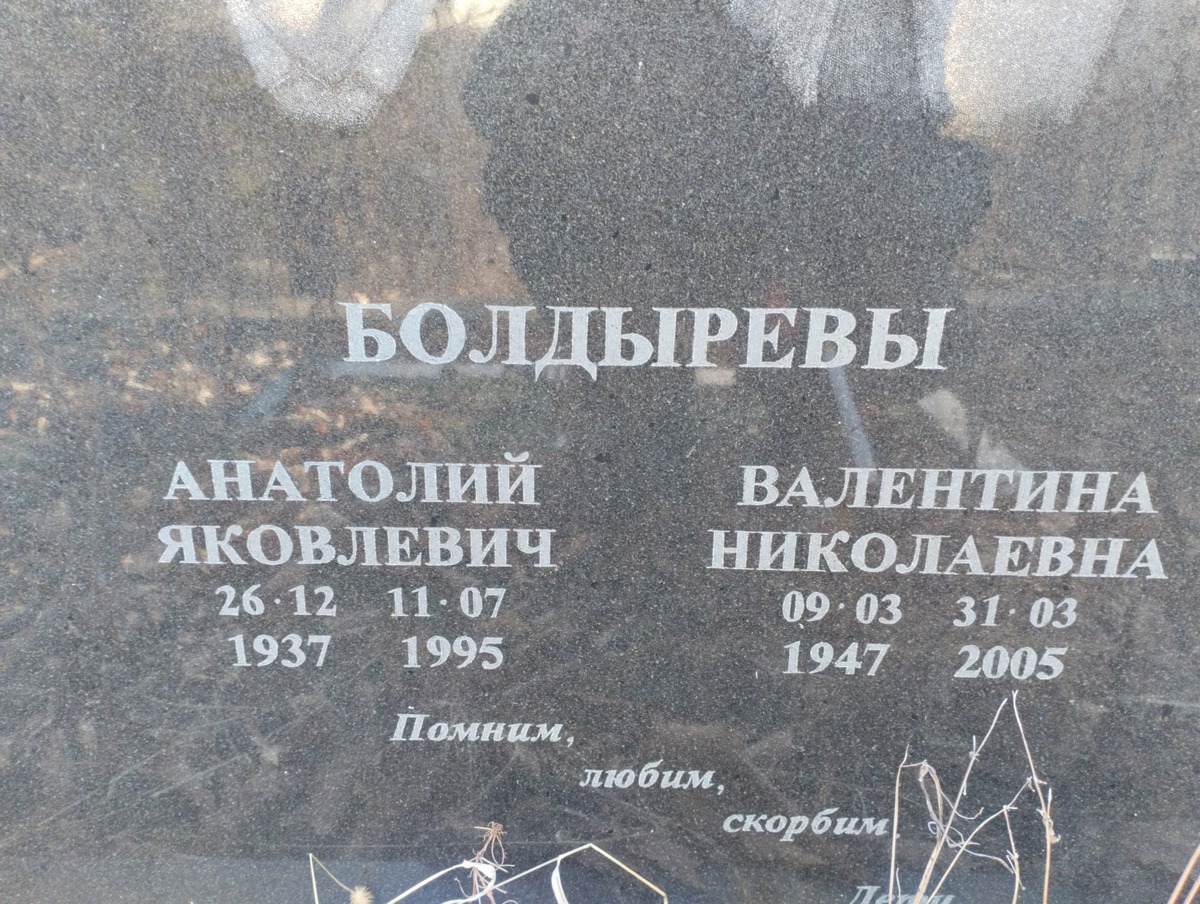 БОЛДЫРЕВЫ
АНАТОЛИЙ
ЯКОВЛЕВИЧ
26·12 11·07
1937 1995
ВАЛЕНТИНА
НИКОЛАЕВНА
09·03 31·03
1947 2005
Помним,
любим,
скорбим.
Дети